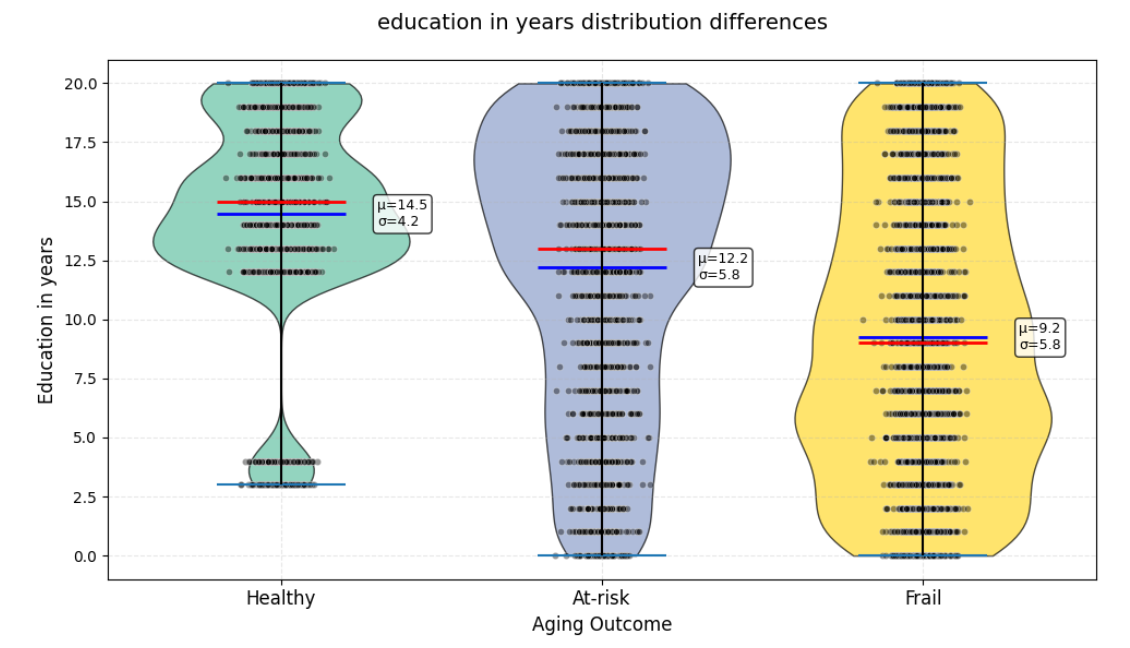 education in years distribution differences
Education in years
20.0
17.5
15.0
12.5
10.0
7.5
5.0
2.5
0.0
μ=14.5
σ=4.2
μ=12.2
σ=5.8
μ=9.2
σ=5.8
Healthy
At-risk
Frail
Aging Outcome